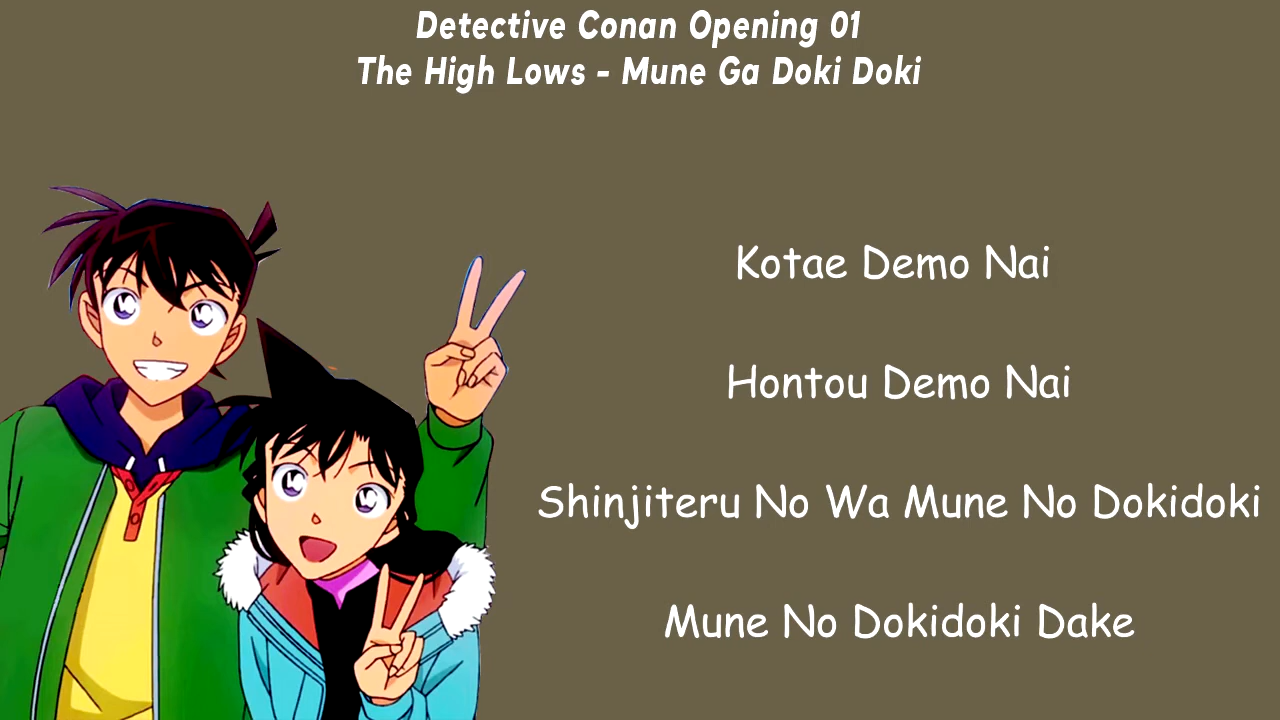 Detective Conan Opening 01
The High Lows - Mune Ga Doki Doki
Kotae Demo Nai
Hontou Demo Nai
Shinjiteru No Wa Mune No Dokidoki
Mune No Dokidoki Dake